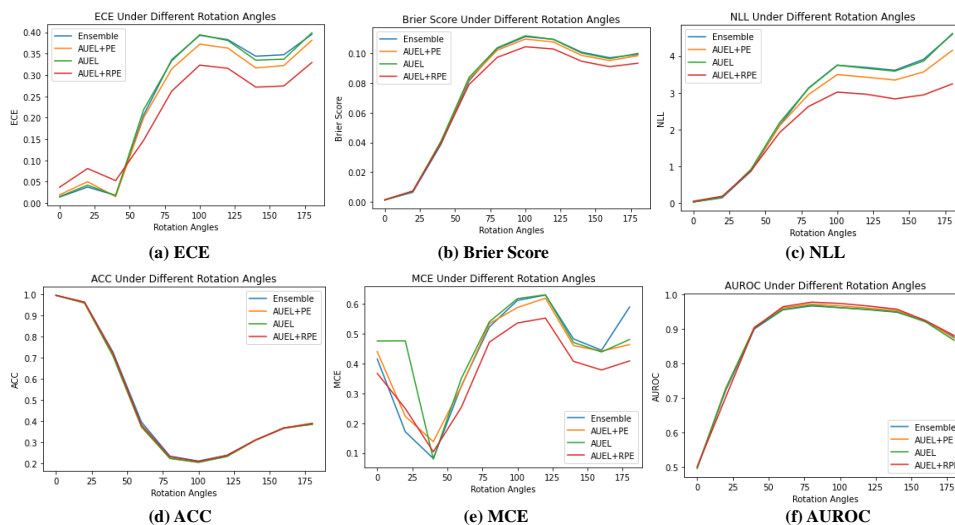 ECE Under Different Rotation Angles
0.40
0.35
0.30
0.25
0.20
0.15
0.10
0.05
0.00
ECE
Ensemble
AUEL+PE
AUEL
AUEL+RPE
0 25 50 75 100 125 150 175
Rotation Angles
(a) ECE
Brier Score Under Different Rotation Angles
0.10
0.08
0.06
0.04
0.02
0.00
Brier Score
Ensemble
AUEL+PE
AUEL
AUEL+RPE
0 25 50 75 100 125 150 175
Rotation Angles
(b) Brier Score
NLL Under Different Rotation Angles
4
3
2
1
0
NLL
Ensemble
AUEL+PE
AUEL
AUEL+RPE
0 25 50 75 100 125 150 175
Rotation Angles
(c) NLL
ACC Under Different Rotation Angles
1.0
0.9
0.8
0.7
0.6
0.5
0.4
0.3
0.2
ACC
Ensemble
AUEL+PE
AUEL
AUEL+RPE
0 25 50 75 100 125 150 175
Rotation Angles
(d) ACC
MCE Under Different Rotation Angles
0.6
0.5
0.4
0.3
0.2
0.1
MCE
Ensemble
AUEL+PE
AUEL
AUEL+RPE
0 25 50 75 100 125 150 175
Rotation Angles
(e) MCE
AUROC Under Different Rotation Angles
1.0
0.9
0.8
0.7
0.6
0.5
AUROC
Ensemble
AUEL+PE
AUEL
AUEL+RPE
0 25 50 75 100 125 150 175
Rotation Angles
(f) AUROC